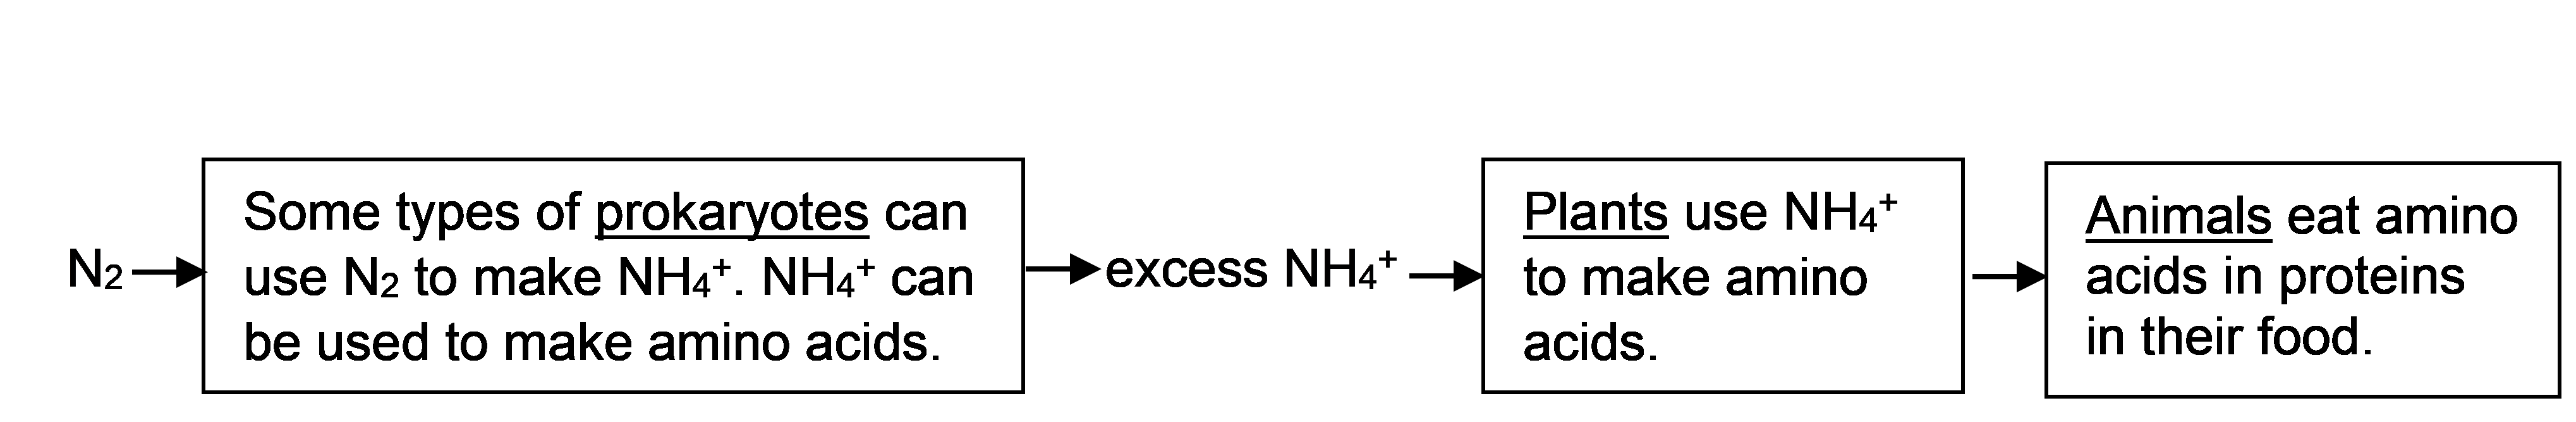 N₂
Some types of prokaryotes can
use N₂ to make NH₄⁺. NH₄⁺ can
be used to make amino acids.
excess NH₄⁺
Plants use NH₄⁺
to make amino
acids.
Animals eat amino
acids in proteins
in their food.